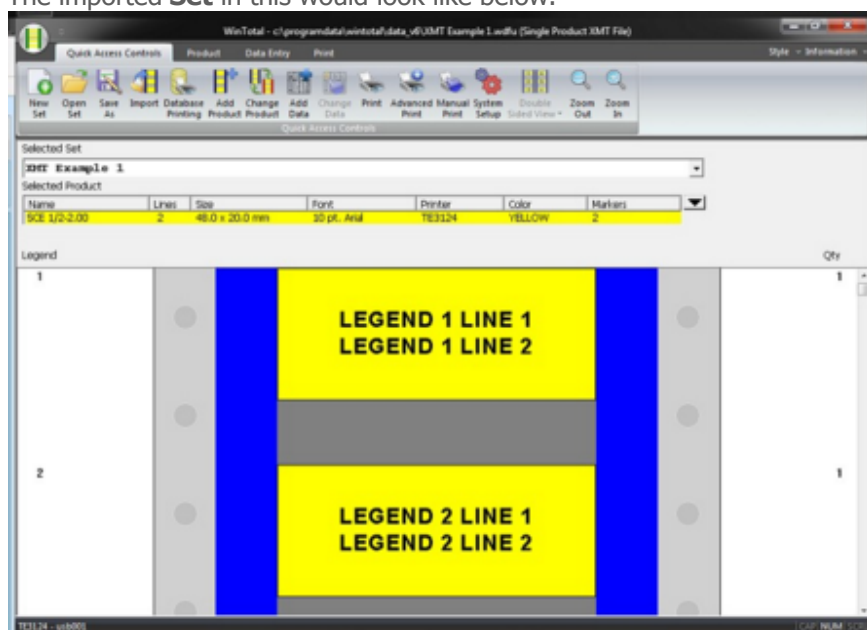 The imported Set in this would look like below:
WinTotal - c:\programdata\wintotal\data_v6\XMT Example 1.wdfu (Single Product XMT File)
Quick Access Controls Product Data Entry Print Style Information
New Set Open Set Save As Import Database Printing Add Product Change Product Add Data Change Data Print Advanced Print Manual Print System Setup Double Sided View Zoom Out Zoom In
Quick Access Controls
Selected Set
XMT Example 1
Selected Product
Name Lines Size Font Printer Color Markers
SCE 1/2-2.00 2 48.0 x 20.0 mm 10 pt. Arial TE3124 YELLOW 2
Legend Qty
1 1
LEGEND 1 LINE 1
LEGEND 1 LINE 2
2 1
LEGEND 2 LINE 1
LEGEND 2 LINE 2
TE3124 - usb001 CAP NUM SCRL